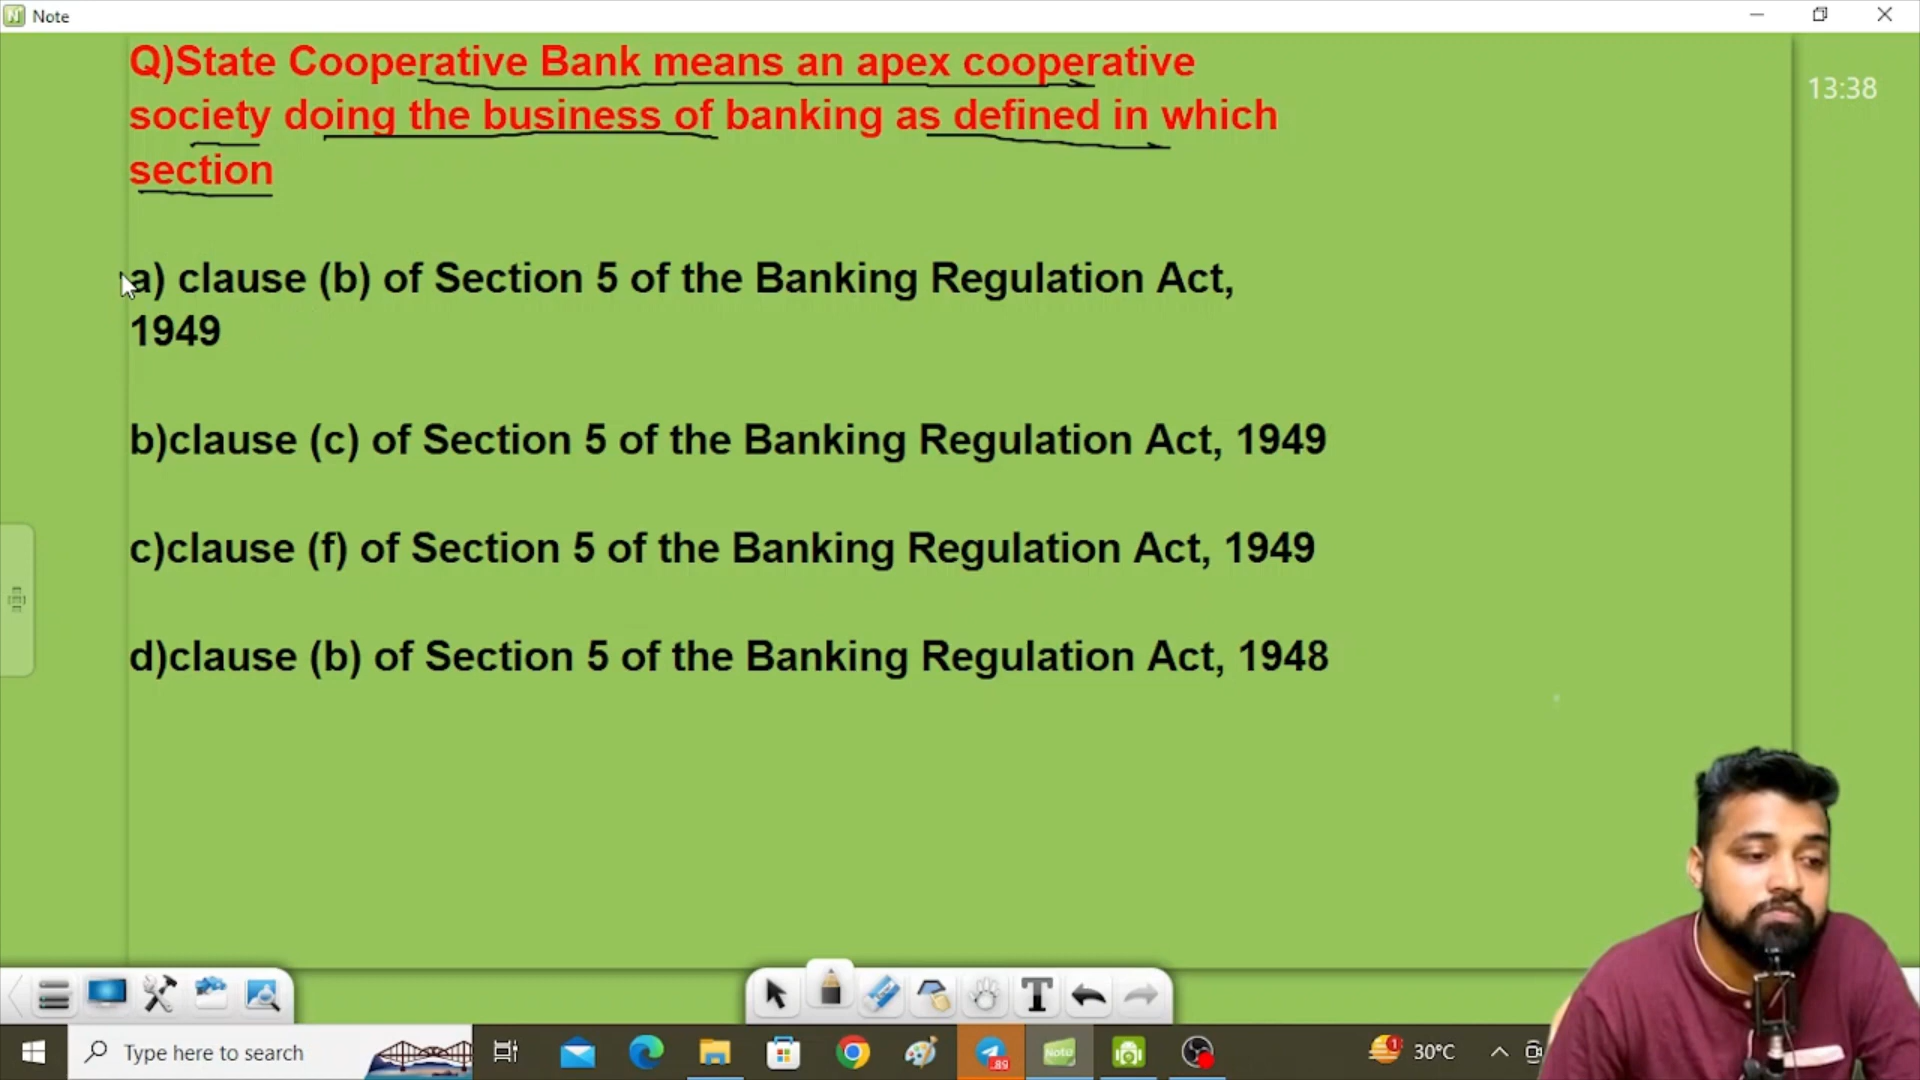 Note
Q)State Cooperative Bank means an apex cooperative
society doing the business of banking as defined in which
section
13:38
a) clause (b) of Section 5 of the Banking Regulation Act,
1949
b)clause (c) of Section 5 of the Banking Regulation Act, 1949
c)clause (f) of Section 5 of the Banking Regulation Act, 1949
d)clause (b) of Section 5 of the Banking Regulation Act, 1948
T
Type here to search
89
Note
1
30°C